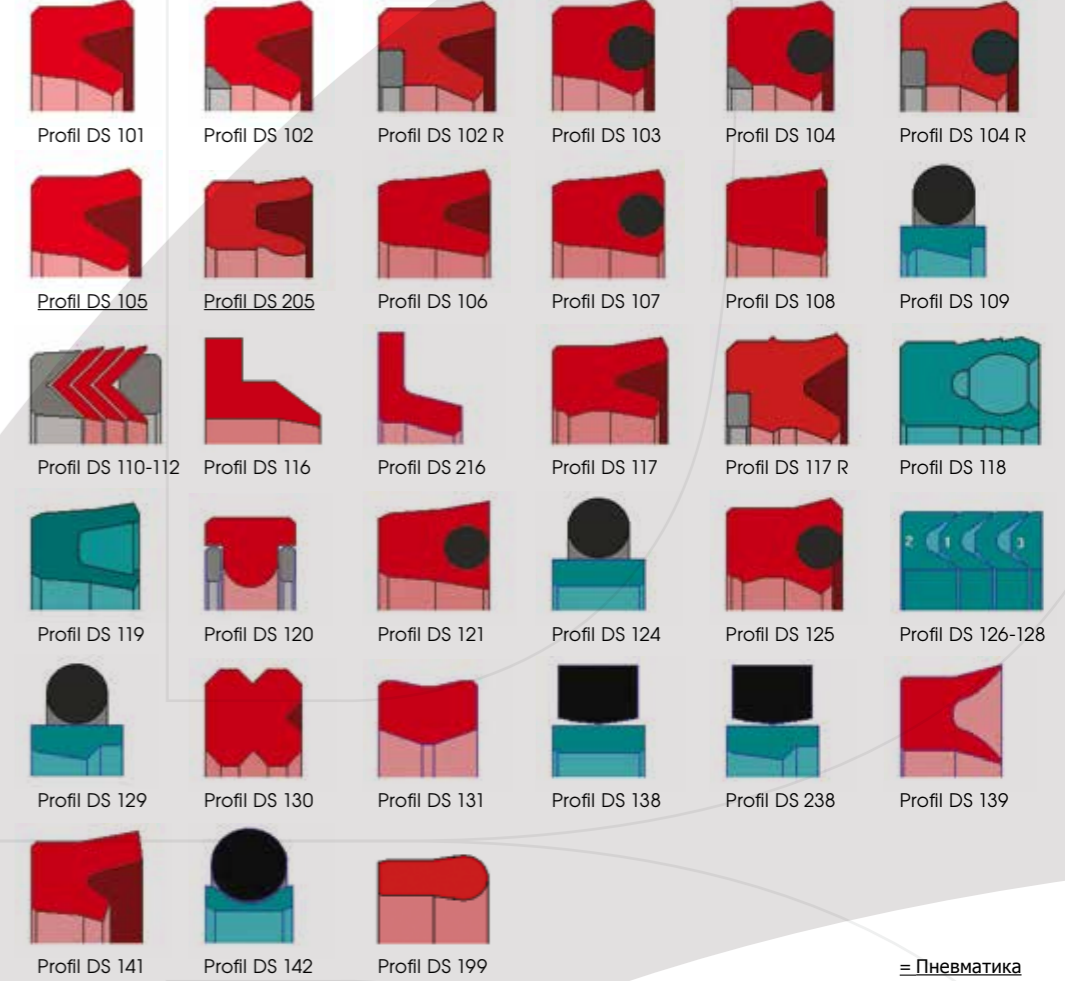 Profil DS 101 Profil DS 102 Profil DS 102 R Profil DS 103 Profil DS 104 Profil DS 104 R
Profil DS 105 Profil DS 205 Profil DS 106 Profil DS 107 Profil DS 108 Profil DS 109
Profil DS 110-112 Profil DS 116 Profil DS 216 Profil DS 117 Profil DS 117 R Profil DS 118
2 1 3
Profil DS 119 Profil DS 120 Profil DS 121 Profil DS 124 Profil DS 125 Profil DS 126-128
Profil DS 129 Profil DS 130 Profil DS 131 Profil DS 138 Profil DS 238 Profil DS 139
Profil DS 141 Profil DS 142 Profil DS 199
= Пневматика